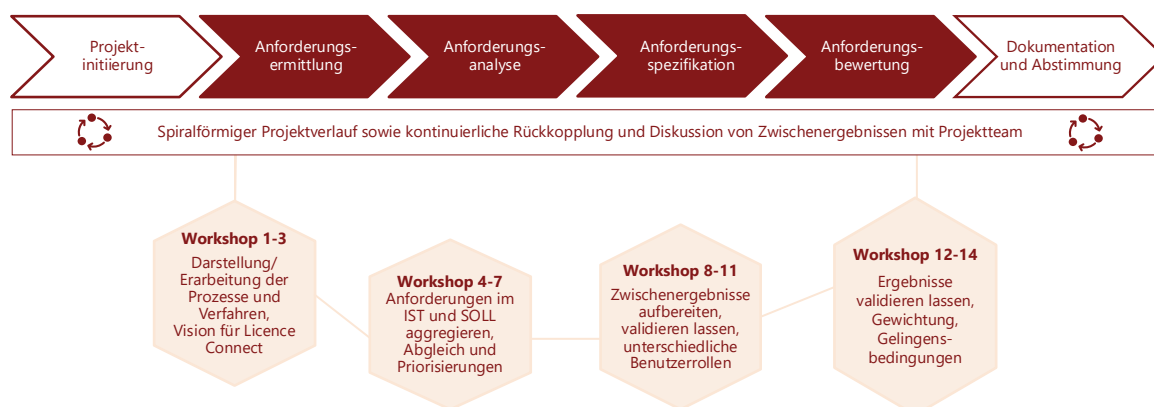 Projekt-
initiierung
Anforderungs-
ermittlung
Anforderungs-
analyse
Anforderungs-
spezifikation
Anforderungs-
bewertung
Dokumentation
und Abstimmung
Spiralförmiger Projektverlauf sowie kontinuierliche Rückkopplung und Diskussion von Zwischenergebnissen mit Projektteam
Workshop 1-3
Darstellung/
Erarbeitung der
Prozesse und
Verfahren,
Vision für Licence
Connect
Workshop 4-7
Anforderungen im
IST und SOLL
aggregieren,
Abgleich und
Priorisierungen
Workshop 8-11
Zwischenergebnisse
aufbereiten,
validieren lassen,
unterschiedliche
Benutzerrollen
Workshop 12-14
Ergebnisse
validieren lassen,
Gewichtung,
Gelingens-
bedingungen